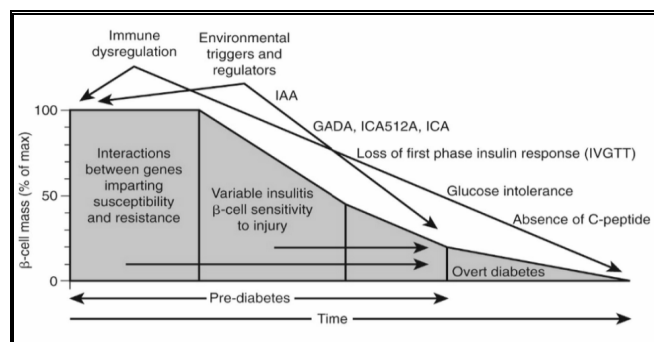 Immune
dysregulation
Environmental
triggers and
regulators
IAA
GADA, ICA512A, ICA
Loss of first phase insulin response (IVGTT)
Glucose intolerance
Absence of C-peptide
β-cell mass (% of max)
100
50
0
Interactions
between genes
imparting
susceptibility
and resistance
Variable insulitis
β-cell sensitivity
to injury
Overt diabetes
Pre-diabetes
Time